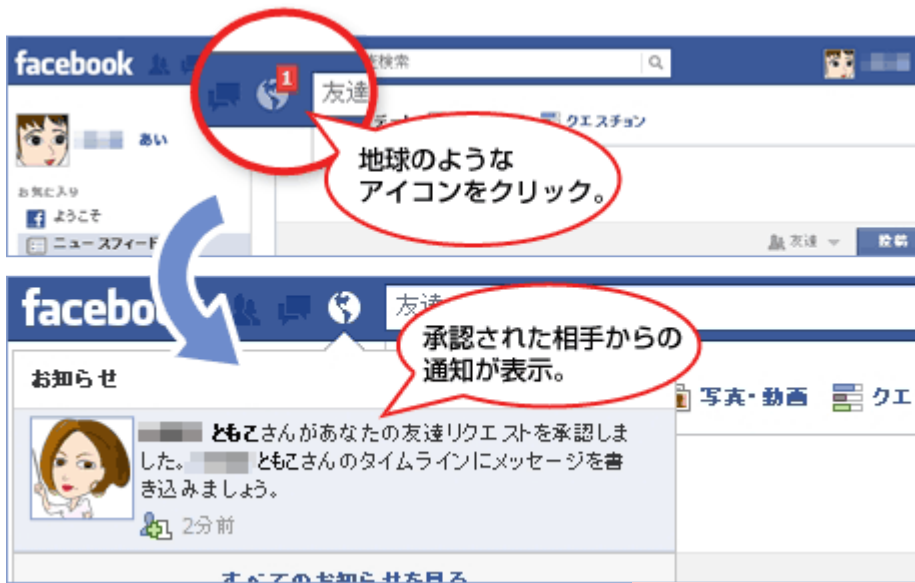 facebook
検索
1
友達
あい
クエスチョン
地球のような
アイコンをクリック。
お気に入り
ようこそ
ニュースフィード
友達
投稿
facebook
友達
承認された相手からの
通知が表示。
お知らせ
写真・動画
クエ
ともこさんがあなたの友達リクエストを承認しま
した。 ともこさんのタイムラインにメッセージを書
き込みましょう。
2分前
すべてのお知らせを見る